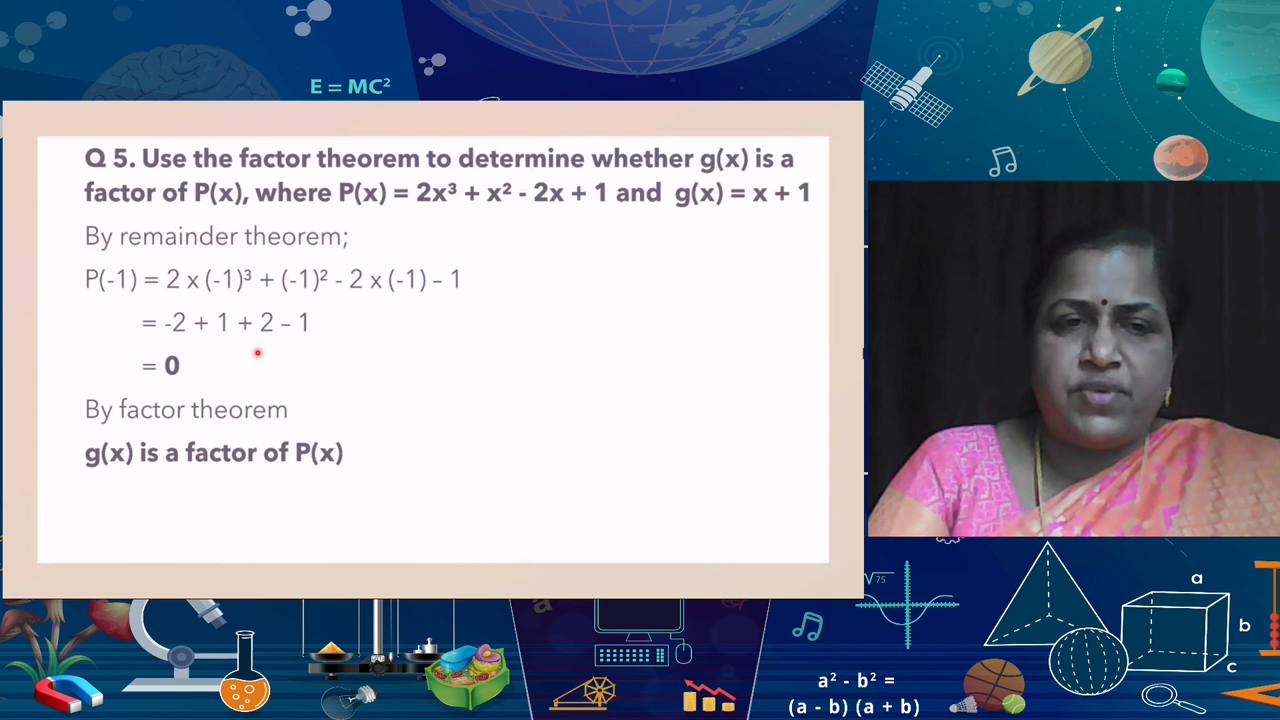 E = MC²
Q 5. Use the factor theorem to determine whether g(x) is a
factor of P(x), where P(x) = 2x³ + x² - 2x + 1 and g(x) = x + 1
By remainder theorem;
P(-1) = 2 x (-1)³ + (-1)² - 2 x (-1) – 1
= -2 + 1 + 2 – 1
= 0
By factor theorem
g(x) is a factor of P(x)
√75
a
b
c
a² - b² =
(a - b) (a + b)